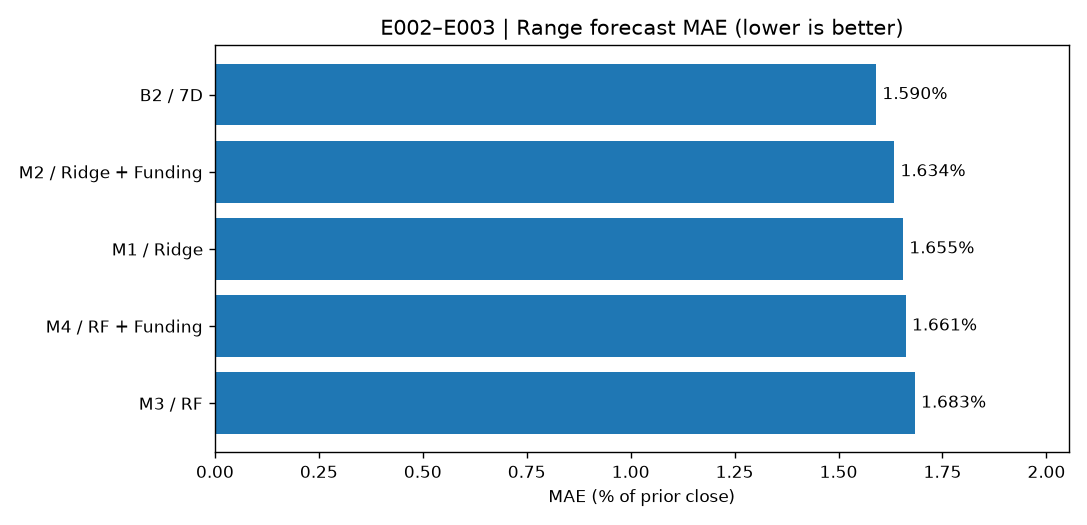 E002–E003 | Range forecast MAE (lower is better)
B2 / 7D
1.590%
M2 / Ridge + Funding
1.634%
M1 / Ridge
1.655%
M4 / RF + Funding
1.661%
M3 / RF
1.683%
0.00 0.25 0.50 0.75 1.00 1.25 1.50 1.75 2.00
MAE (% of prior close)